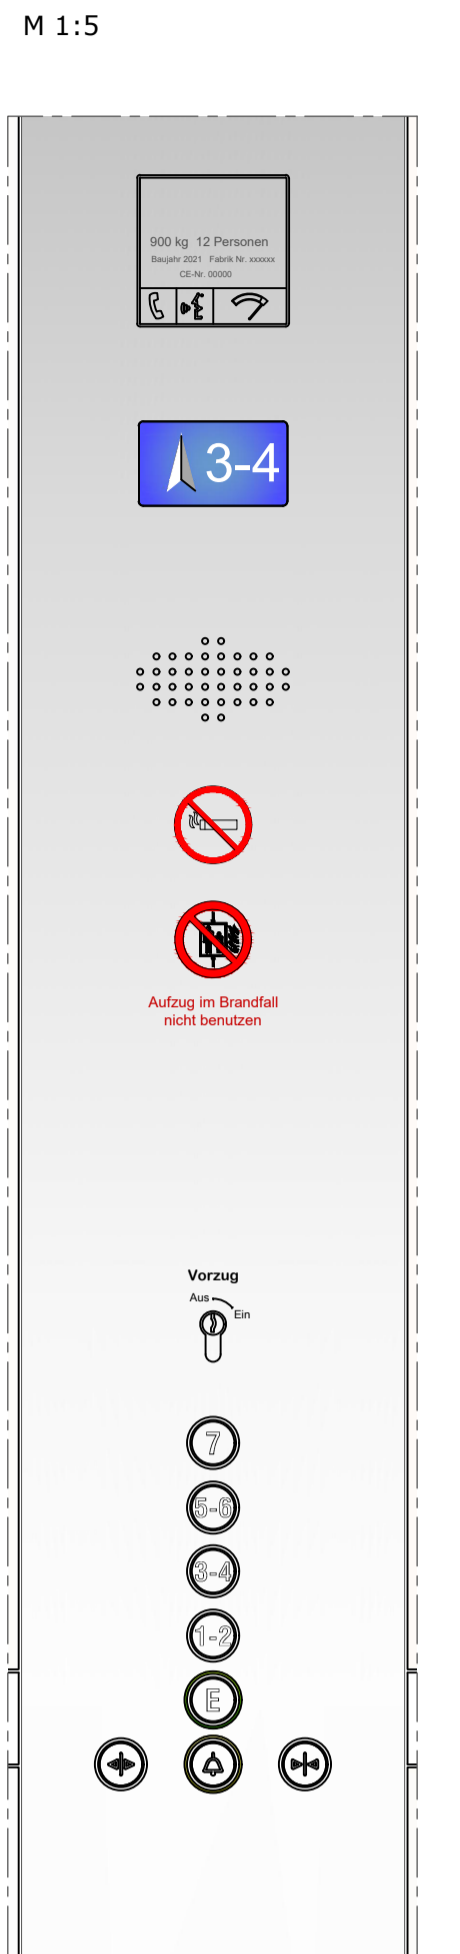 M 1:5
900 kg 12 Personen
Baujahr 2021 Fabrik Nr. xxxxxx
CE-Nr. 00000
3-4
Aufzug im Brandfall
nicht benutzen
Vorzug
Aus
Ein
7
5-6
3-4
1-2
E